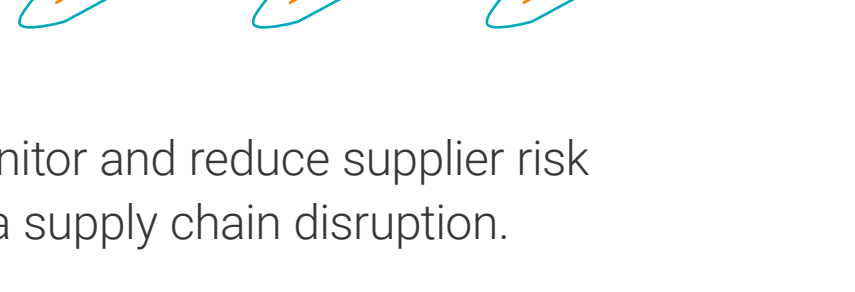 nitor and reduce supplier risk
a supply chain disruption.